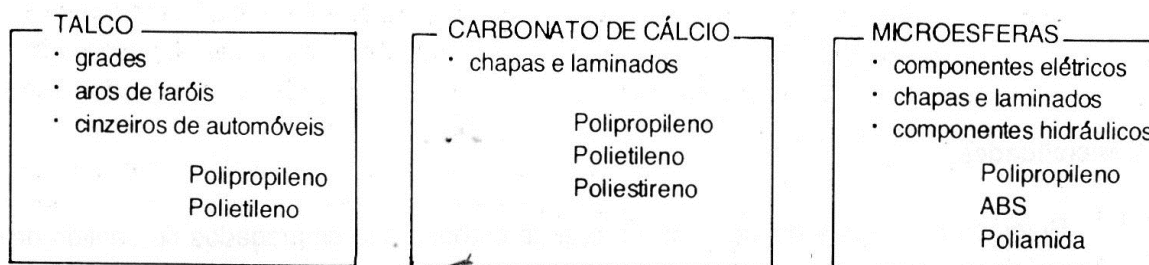 TALCO
· grades
· aros de faróis
· cinzeiros de automóveis
Polipropileno
Polietileno
CARBONATO DE CÁLCIO
· chapas e laminados
Polipropileno
Polietileno
Poliestireno
MICROESFERAS
· componentes elétricos
· chapas e laminados
· componentes hidráulicos
Polipropileno
ABS
Poliamida